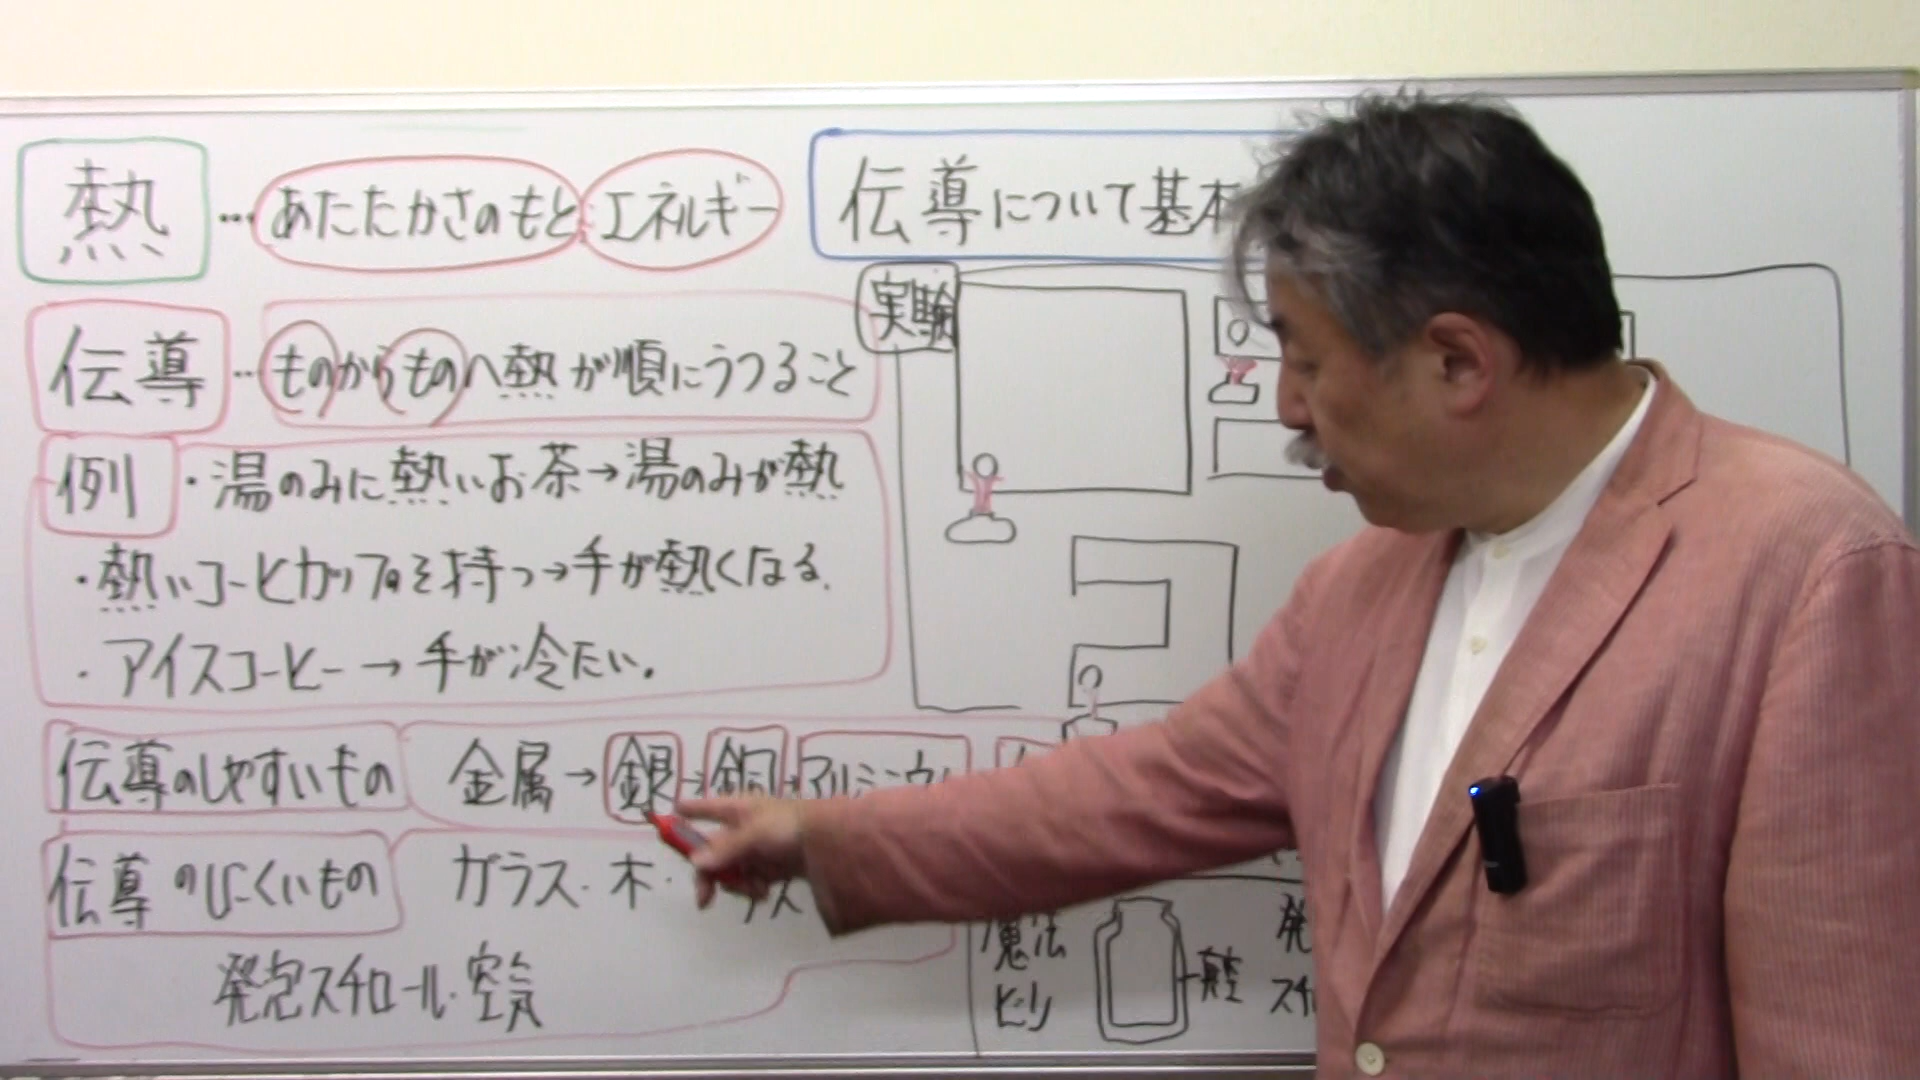 熱 … あたたかさのもと:エネルギー
伝導 … ものからものへ熱が順にうつること
例 ・湯のみに熱いお茶→湯のみが熱
・熱いコーヒカップを持つ→手が熱くなる.
・アイスコーヒー→手が冷たい.
伝導のしやすいもの 金属→銀→銅→アルミニウム
伝導のしにくいもの ガラス・木・
発泡スチロール・空気
伝導について基本
実験
魔法
ビリ
真空
発
スチ